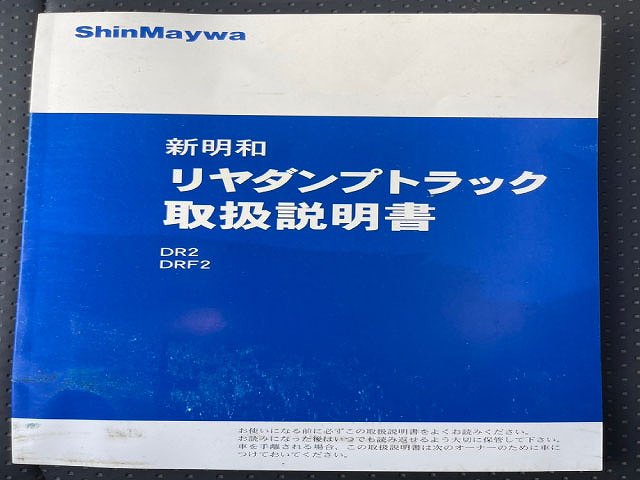 ShinMaywa
新明和
リヤダンプトラック
取扱説明書
DR2
DRF2
お使いになる前に必ずこの取扱説明書をよくお読みください。
お読みになった後はいつでも読み返せるよう大切に保管して下さい。
車を手離される場合、この取扱説明書は次のオーナーのために車に
つけておいてください。